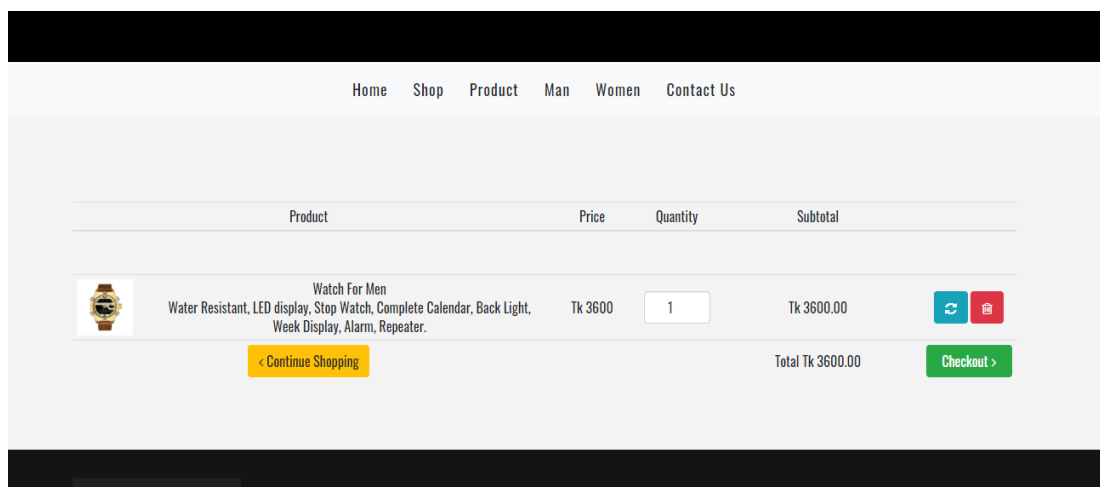 Home Shop Product Man Women Contact Us
Product Price Quantity Subtotal
Watch For Men
Water Resistant, LED display, Stop Watch, Complete Calendar, Back Light,
Week Display, Alarm, Repeater.
Tk 3600 1 Tk 3600.00
< Continue Shopping Total Tk 3600.00 Checkout >